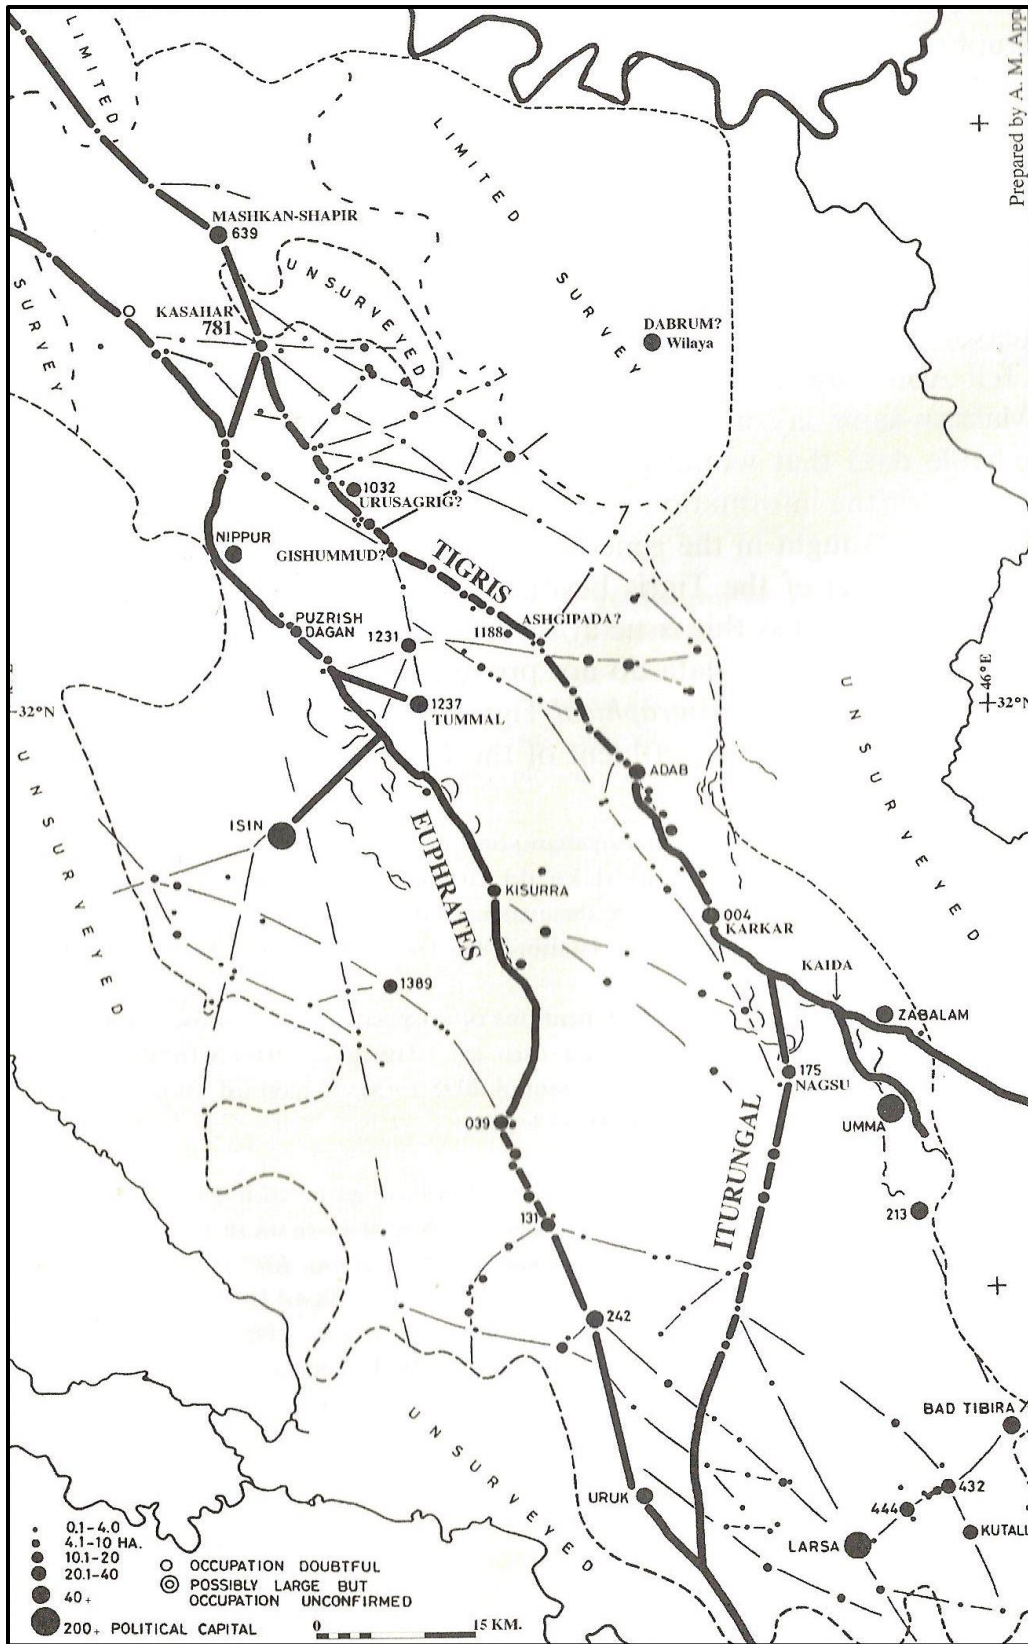 Prepared by A. M. App
LIMITED
LIMITED
SURVEY
MASHKAN-SHAPIR
639
UNSURVEYED
SURVEY
KASAHAR
781
DABRUM?
Wilaya
1032
URUSAGRIG?
NIPPUR
GISHUMMUD?
TIGRIS
PUZRISH
DAGAN
1231
1188
ASHGIPADA?
46°E
32°N
32°N
1237
TUMMAL
UNSURVEYED
UNSURVEYED
ADAB
ISIN
EUPHRATES
KISURRA
004
KARKAR
KAIDA
1389
ZABALAM
175
NAGSU
UMMA
039
ITURUNGAL
213
131
242
UNSURVEYED
BAD TIBIRA
URUK
432
444
LARSA
KUTALL
0.1-4.0
4.1-10 HA.
10.1-20
20.1-40
40+
200+ POLITICAL CAPITAL
OCCUPATION DOUBTFUL
POSSIBLY LARGE BUT
OCCUPATION UNCONFIRMED
0 15 KM.